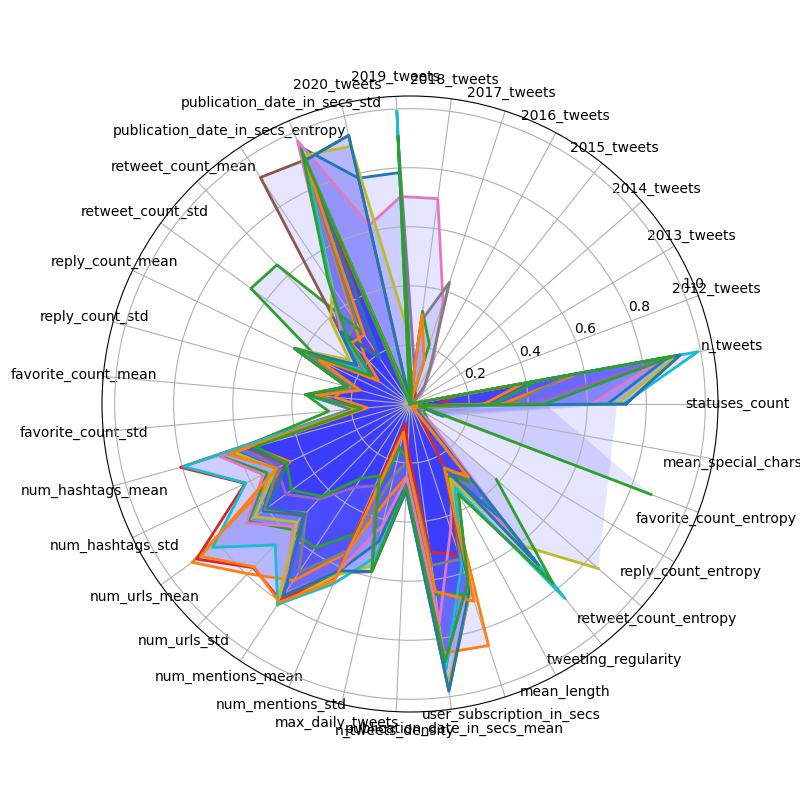 2019_tweets
2018_tweets
2020_tweets
2017_tweets
publication_date_in_secs_std
2016_tweets
publication_date_in_secs_entropy
2015_tweets
retweet_count_mean
2014_tweets
retweet_count_std
2013_tweets
reply_count_mean
2012_tweets
1.0
0.8
reply_count_std
0.6
n_tweets
0.4
favorite_count_mean
0.2
statuses_count
favorite_count_std
mean_special_chars
num_hashtags_mean
favorite_count_entropy
num_hashtags_std
reply_count_entropy
num_urls_mean
retweet_count_entropy
num_urls_std
tweeting_regularity
num_mentions_mean
mean_length
num_mentions_std
user_subscription_in_secs
max_daily_tweets
publication_date_in_secs_mean
n_tweets_density